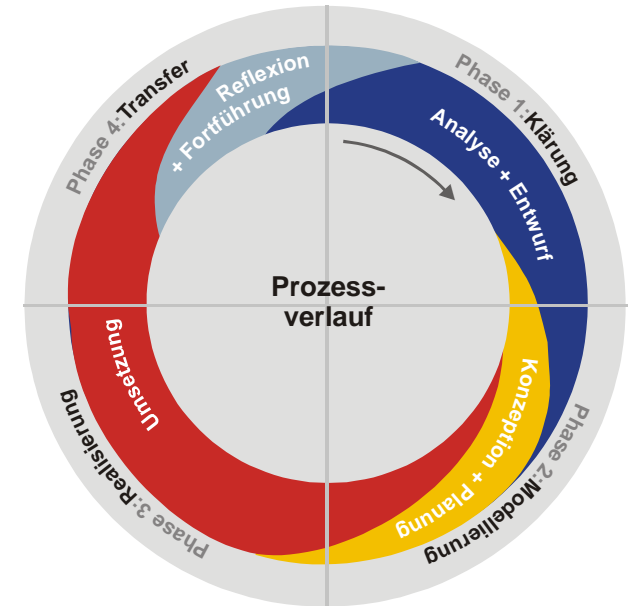 Prozess-
verlauf
Phase 1:Klärung
Analyse + Entwurf
Phase 2:Modellierung
Konzeption + Planung
Phase 3:Realisierung
Umsetzung
Phase 4:Transfer
Reflexion
+ Fortführung